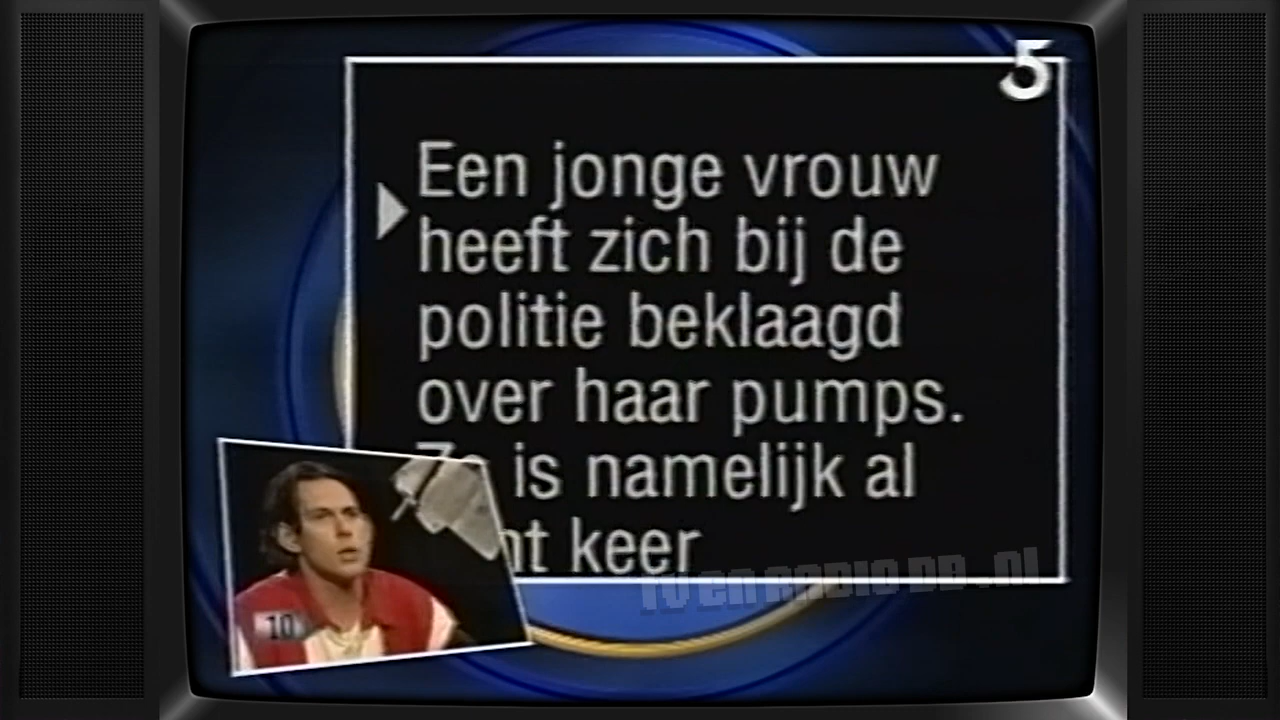 5
Een jonge vrouw
heeft zich bij de
politie beklaagd
over haar pumps.
is namelijk al
keer
10